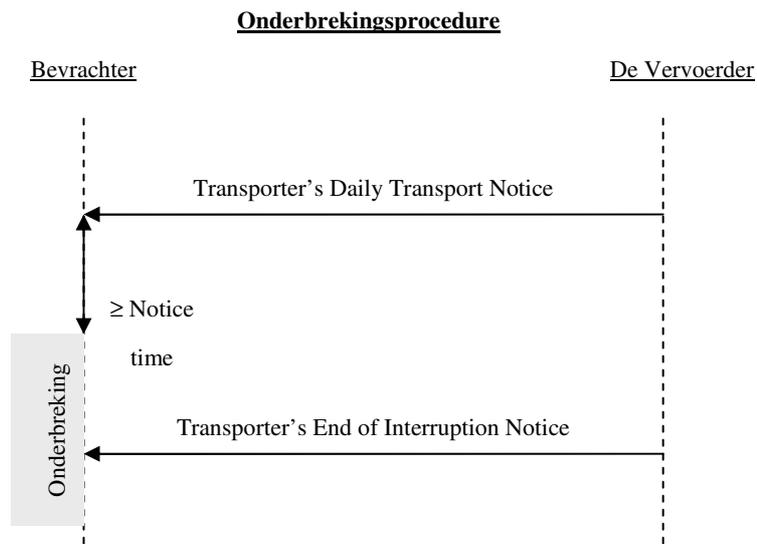 Onderbrekingsprocedure
Bevrachter
De Vervoerder
Transporter’s Daily Transport Notice
≥ Notice
time
Transporter’s End of Interruption Notice
Onderbreking